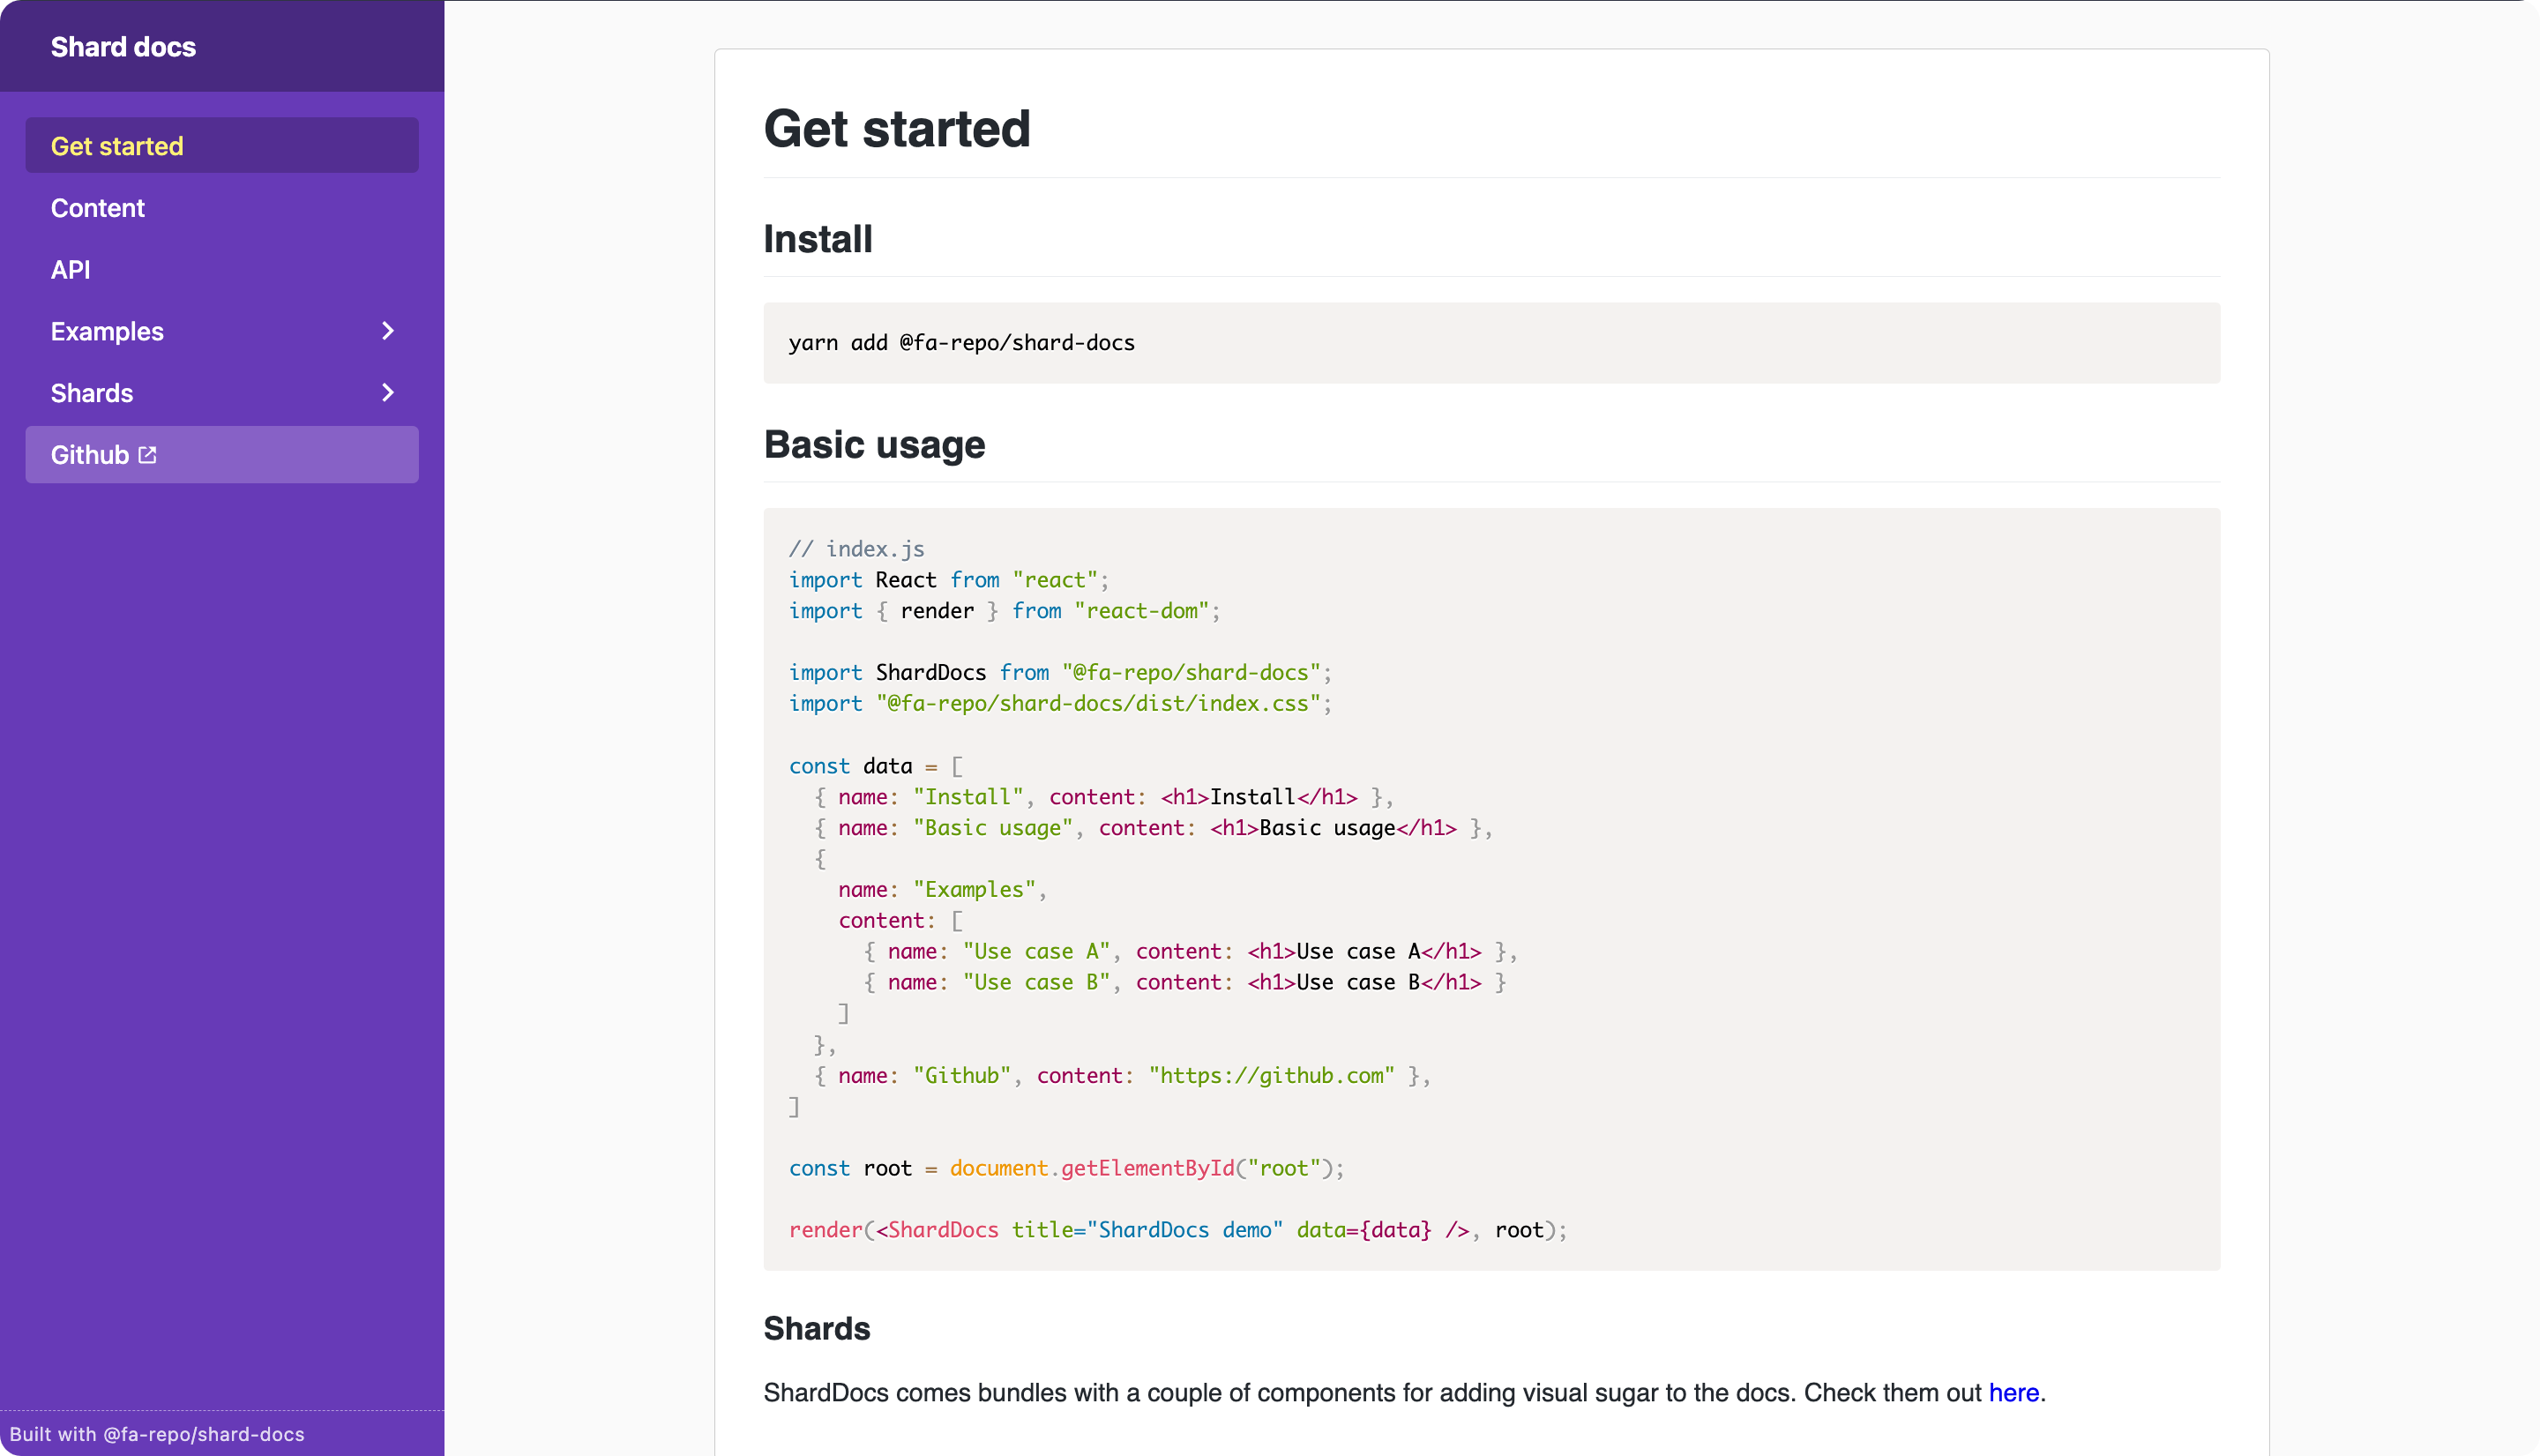 Shard docs
Get started
Content
API
Examples
Shards
Github
Built with @fa-repo/shard-docs
Get started
Install
yarn add @fa-repo/shard-docs
Basic usage
// index.js
import React from "react";
import { render } from "react-dom";
import ShardDocs from "@fa-repo/shard-docs";
import "@fa-repo/shard-docs/dist/index.css";
const data = [
  { name: "Install", content: <h1>Install</h1> },
  { name: "Basic usage", content: <h1>Basic usage</h1> },
  {
    name: "Examples",
    content: [
      { name: "Use case A", content: <h1>Use case A</h1> },
      { name: "Use case B", content: <h1>Use case B</h1> }
    ]
  },
  { name: "Github", content: "https://github.com" },
]
const root = document.getElementById("root");
render(<ShardDocs title="ShardDocs demo" data={data} />, root);
Shards
ShardDocs comes bundles with a couple of components for adding visual sugar to the docs. Check them out here.